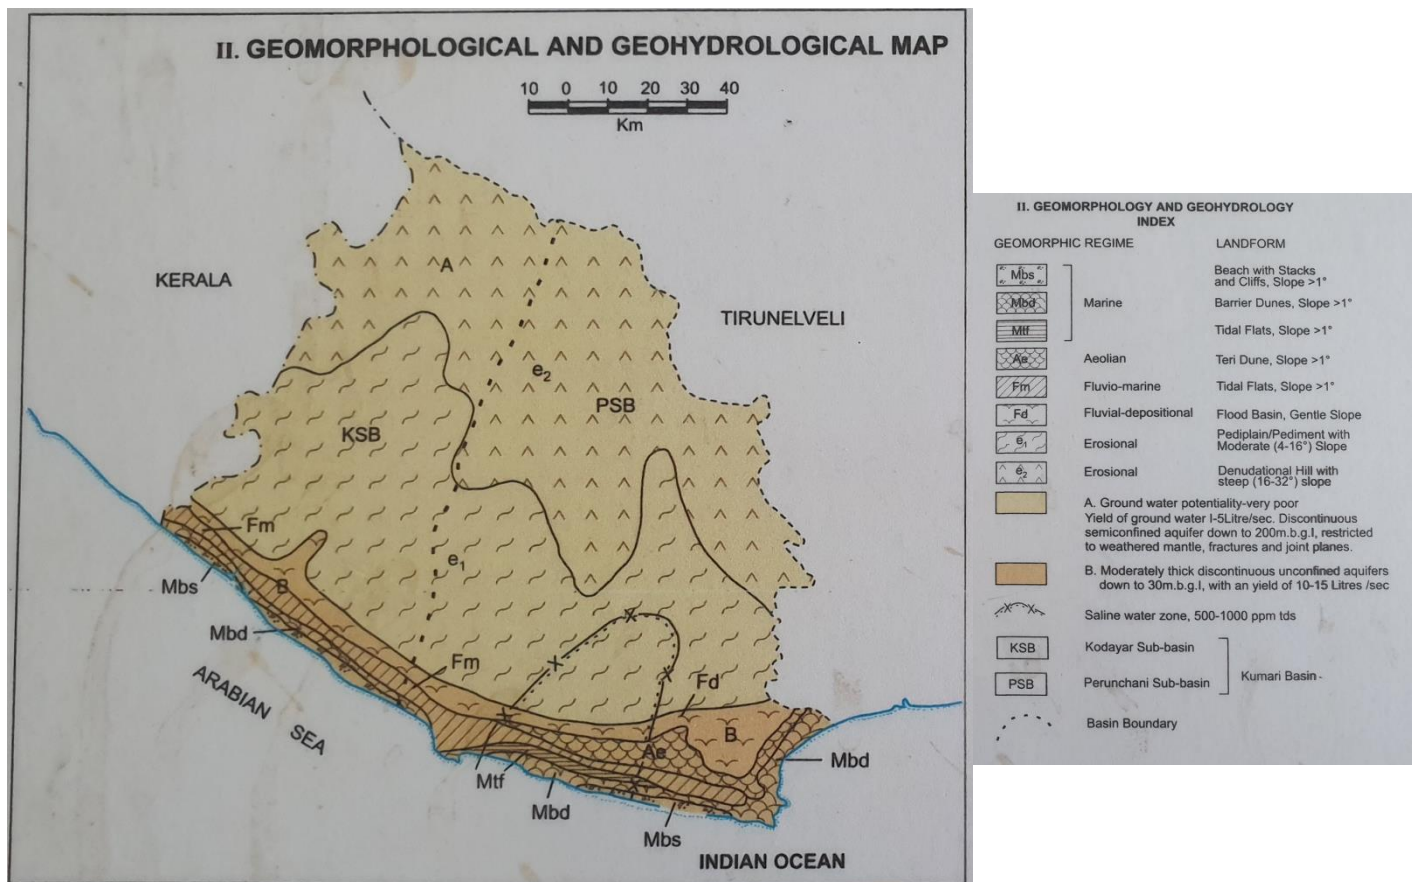 II. GEOMORPHOLOGICAL AND GEOHYDROLOGICAL MAP
10 0 10 20 30 40
Km
KERALA
A
TIRUNELVELI
e2
PSB
KSB
Fm
e1
B
Mbs
Mbd
Fm
Fd
ARABIAN SEA
B
Ae
Mbd
Mtf
Mbd
Mbs
INDIAN OCEAN
II. GEOMORPHOLOGY AND GEOHYDROLOGY
INDEX
GEOMORPHIC REGIME LANDFORM
Mbs Beach with Stacks
and Cliffs, Slope >1°
Mbd Marine Barrier Dunes, Slope >1°
Mtf Tidal Flats, Slope >1°
Ae Aeolian Teri Dune, Slope >1°
Fm Fluvio-marine Tidal Flats, Slope >1°
Fd Fluvial-depositional Flood Basin, Gentle Slope
e1 Erosional Pediplain/Pediment with
Moderate (4-16°) Slope
e2 Erosional Denudational Hill with
steep (16-32°) slope
A. Ground water potentiality-very poor
Yield of ground water I-5Litre/sec. Discontinuous
semiconfined aquifer down to 200m.b.g.l, restricted
to weathered mantle, fractures and joint planes.
B. Moderately thick discontinuous unconfined aquifers
down to 30m.b.g.l, with an yield of 10-15 Litres /sec
Saline water zone, 500-1000 ppm tds
KSB Kodayar Sub-basin
Kumari Basin
PSB Perunchani Sub-basin
Basin Boundary